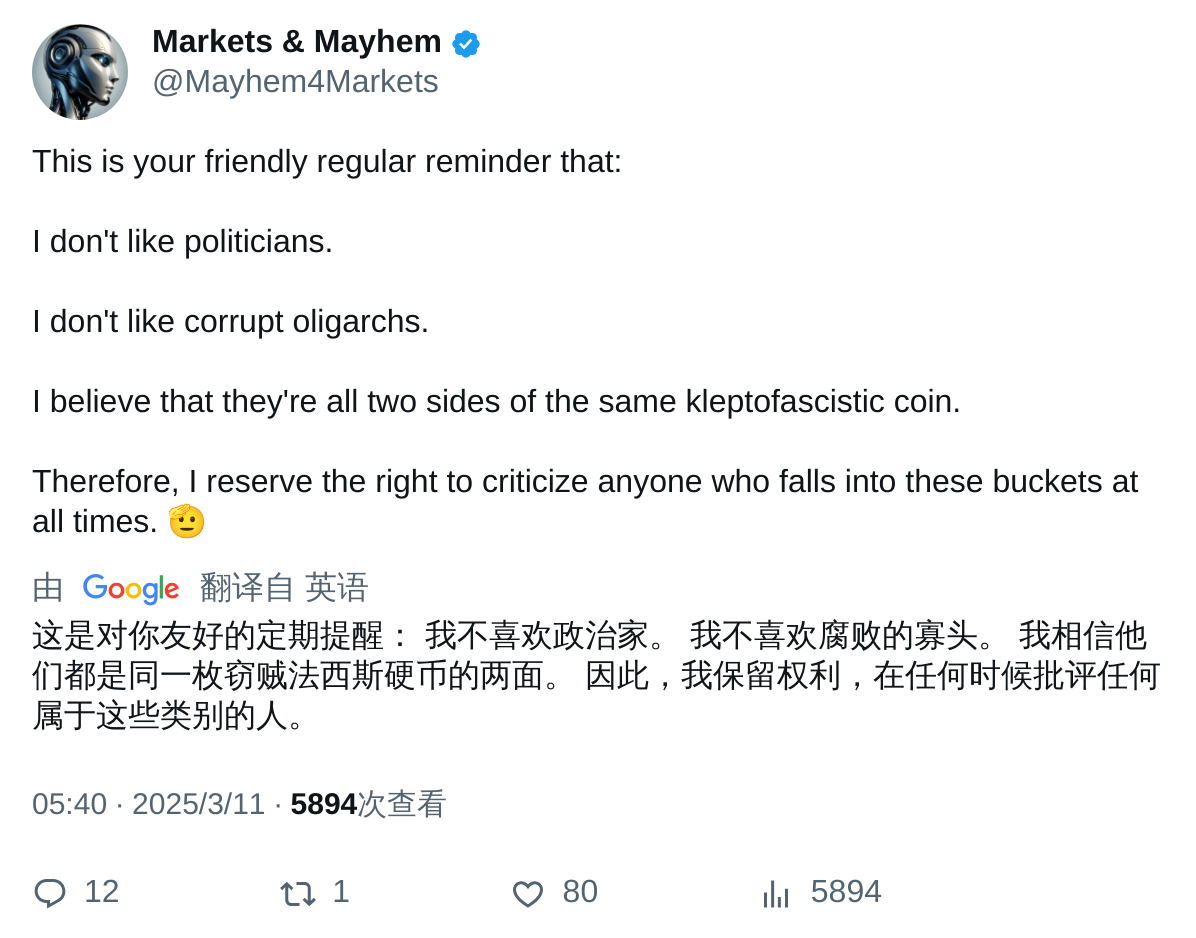 Markets & Mayhem
@Mayhem4Markets
This is your friendly regular reminder that:
I don't like politicians.
I don't like corrupt oligarchs.
I believe that they're all two sides of the same kleptofascistic coin.
Therefore, I reserve the right to criticize anyone who falls into these buckets at
all times. 🫡
由 Google 翻译自 英语
这是对你友好的定期提醒： 我不喜欢政治家。 我不喜欢腐败的寡头。 我相信他
们都是同一枚窃贼法西斯硬币的两面。 因此，我保留权利，在任何时候批评任何
属于这些类别的人。
05:40 · 2025/3/11 · 5894次查看
12 1 80 5894